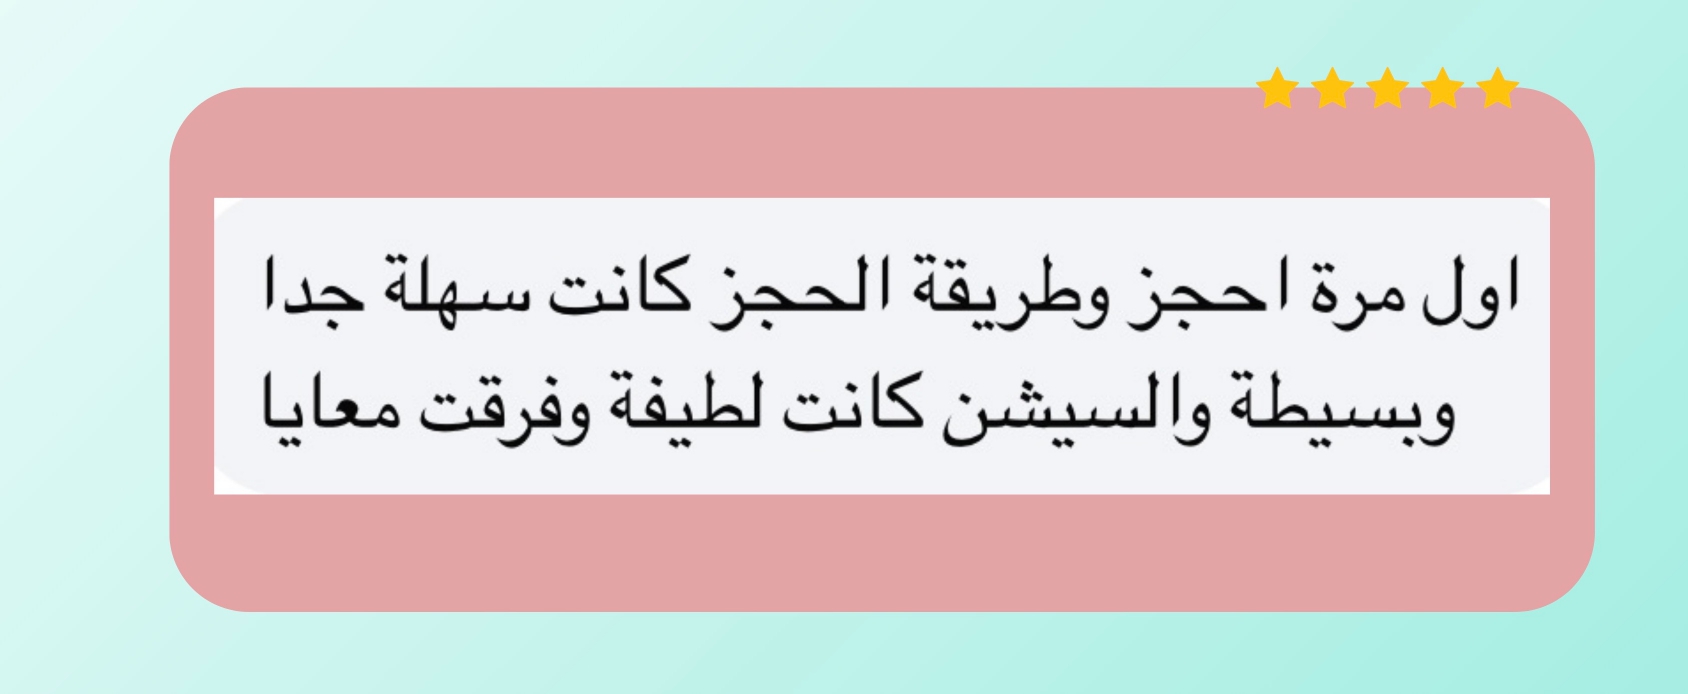 اول مرة احجز وطريقة الحجز كانت سهلة جدا
وبسيطة والسيشن كانت لطيفة وفرقت معايا